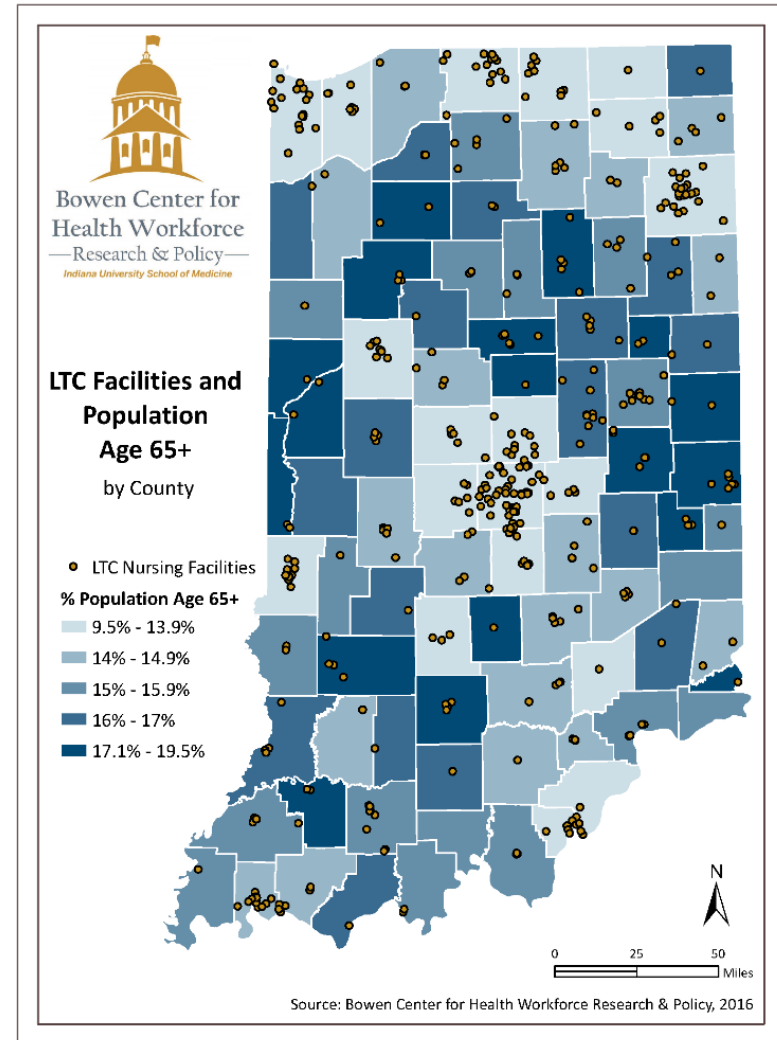 Bowen Center for
Health Workforce
Research & Policy
Indiana University School of Medicine
LTC Facilities and
Population
Age 65+
by County
LTC Nursing Facilities
% Population Age 65+
9.5% - 13.9%
14% - 14.9%
15% - 15.9%
16% - 17%
17.1% - 19.5%
N
0 25 50
Miles
Source: Bowen Center for Health Workforce Research & Policy, 2016